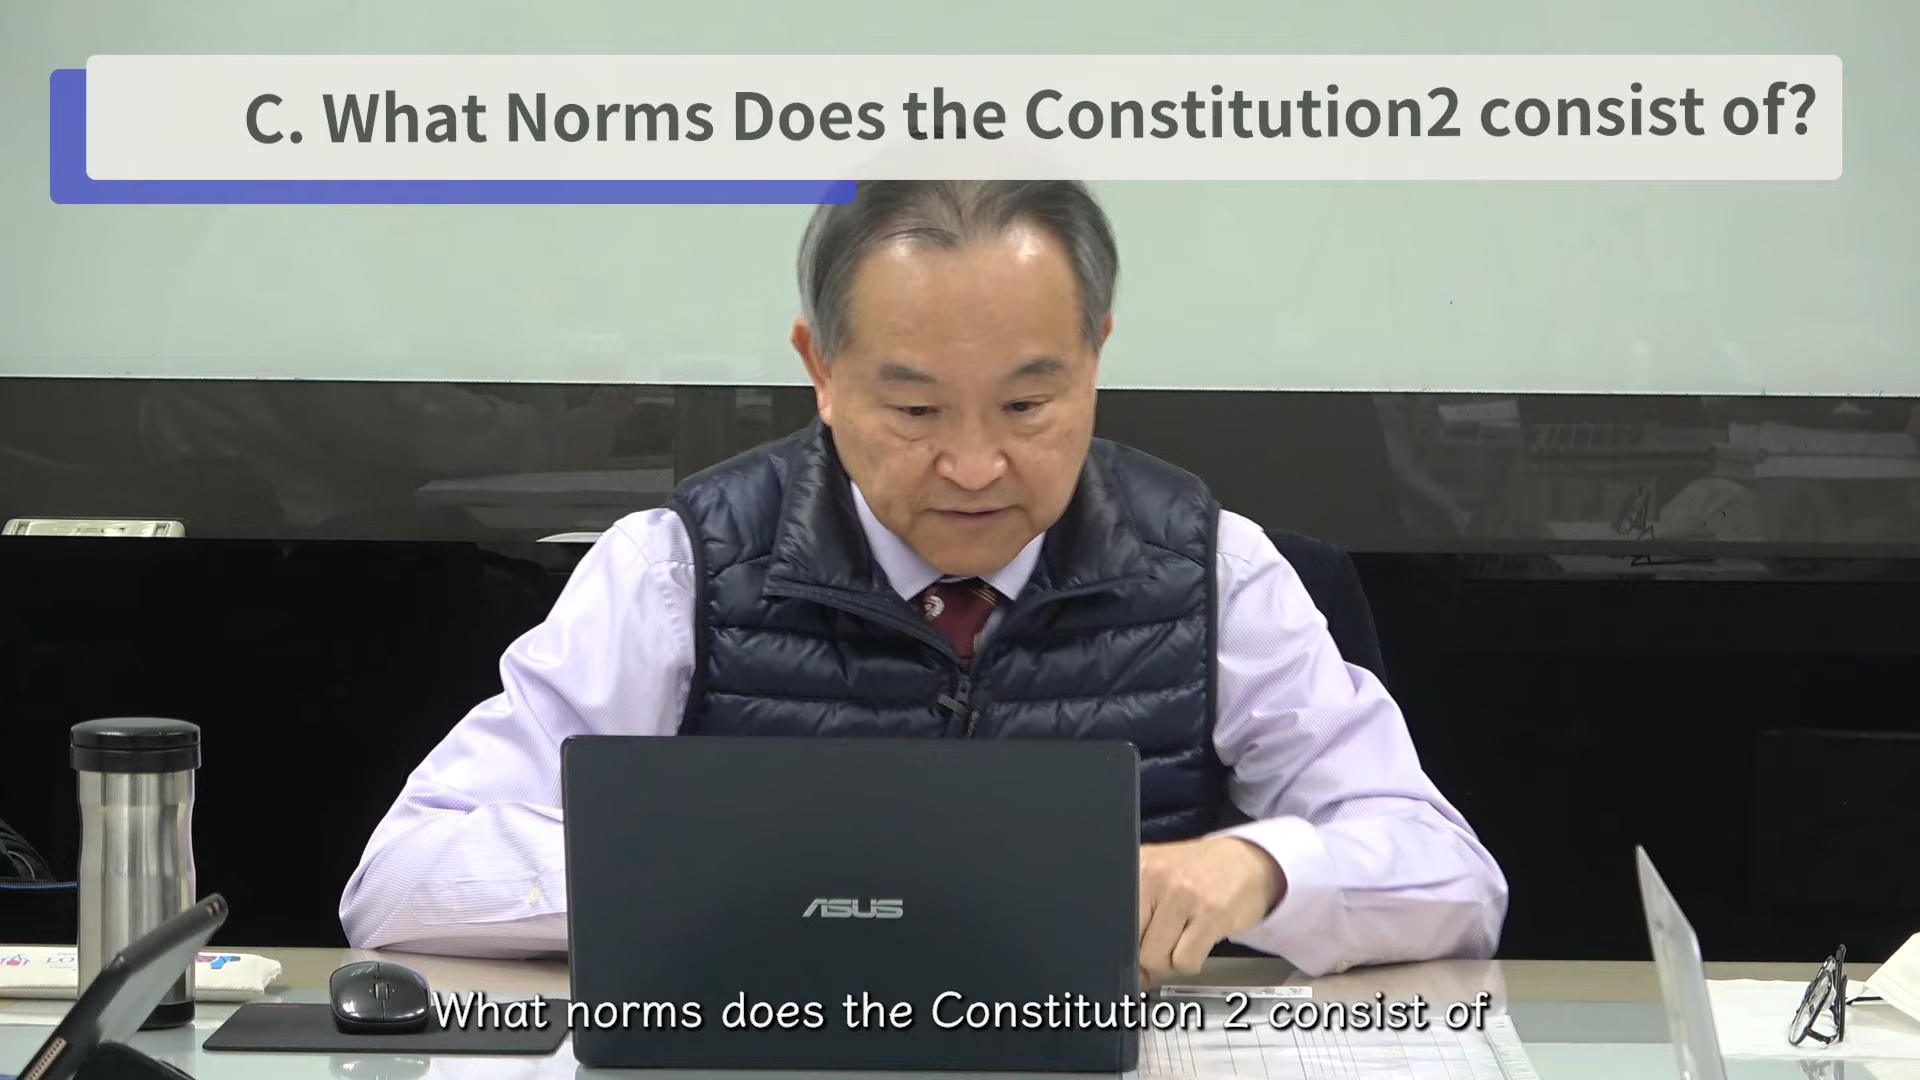 C. What Norms Does the Constitution2 consist of?
ASUS
What norms does the Constitution 2 consist of